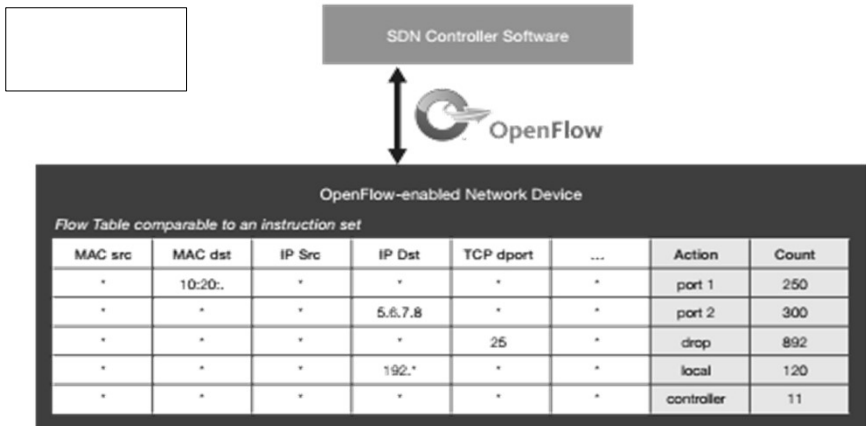 SDN Controller Software
OpenFlow
OpenFlow-enabled Network Device
Flow Table comparable to an instruction set
MAC src MAC dst IP Src IP Dst TCP dport ... Action Count
* 10:20:. * * * * port 1 250
* * * 5.6.7.8 * * port 2 300
* * * * 25 * drop 892
* * * 192.* * * local 120
* * * * * * controller 11